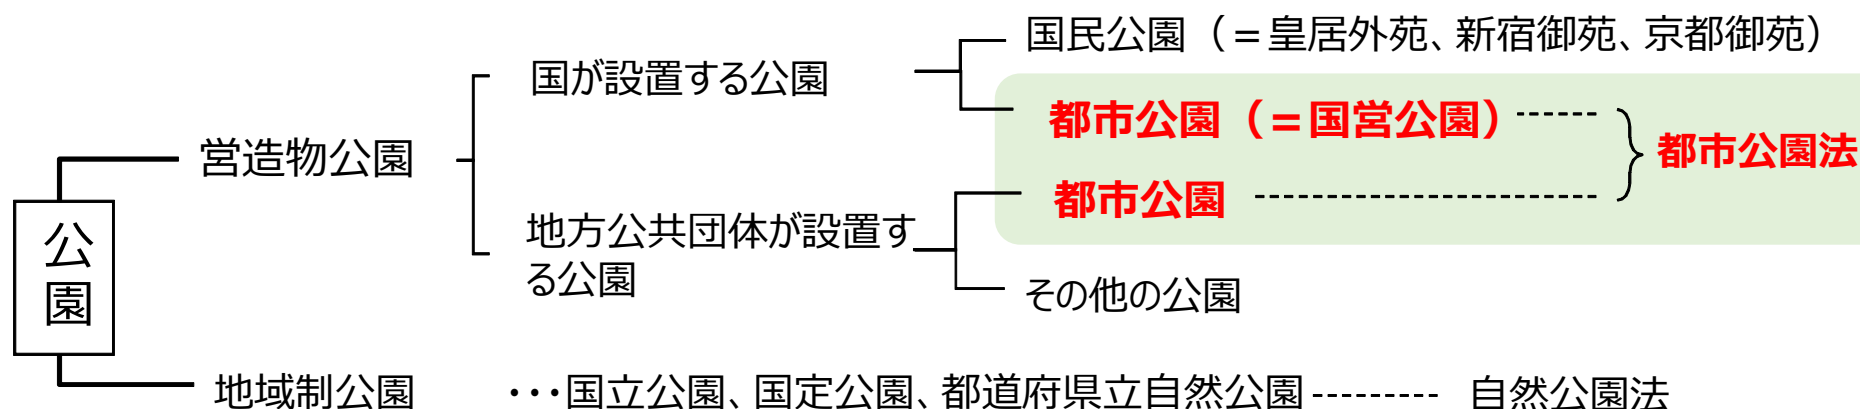 国民公園（＝皇居外苑、新宿御苑、京都御苑）
国が設置する公園
都市公園（＝国営公園）
都市公園法
営造物公園
都市公園
地方公共団体が設置す
る公園
公
園
その他の公園
地域制公園
･･･国立公園、国定公園、都道府県立自然公園
自然公園法